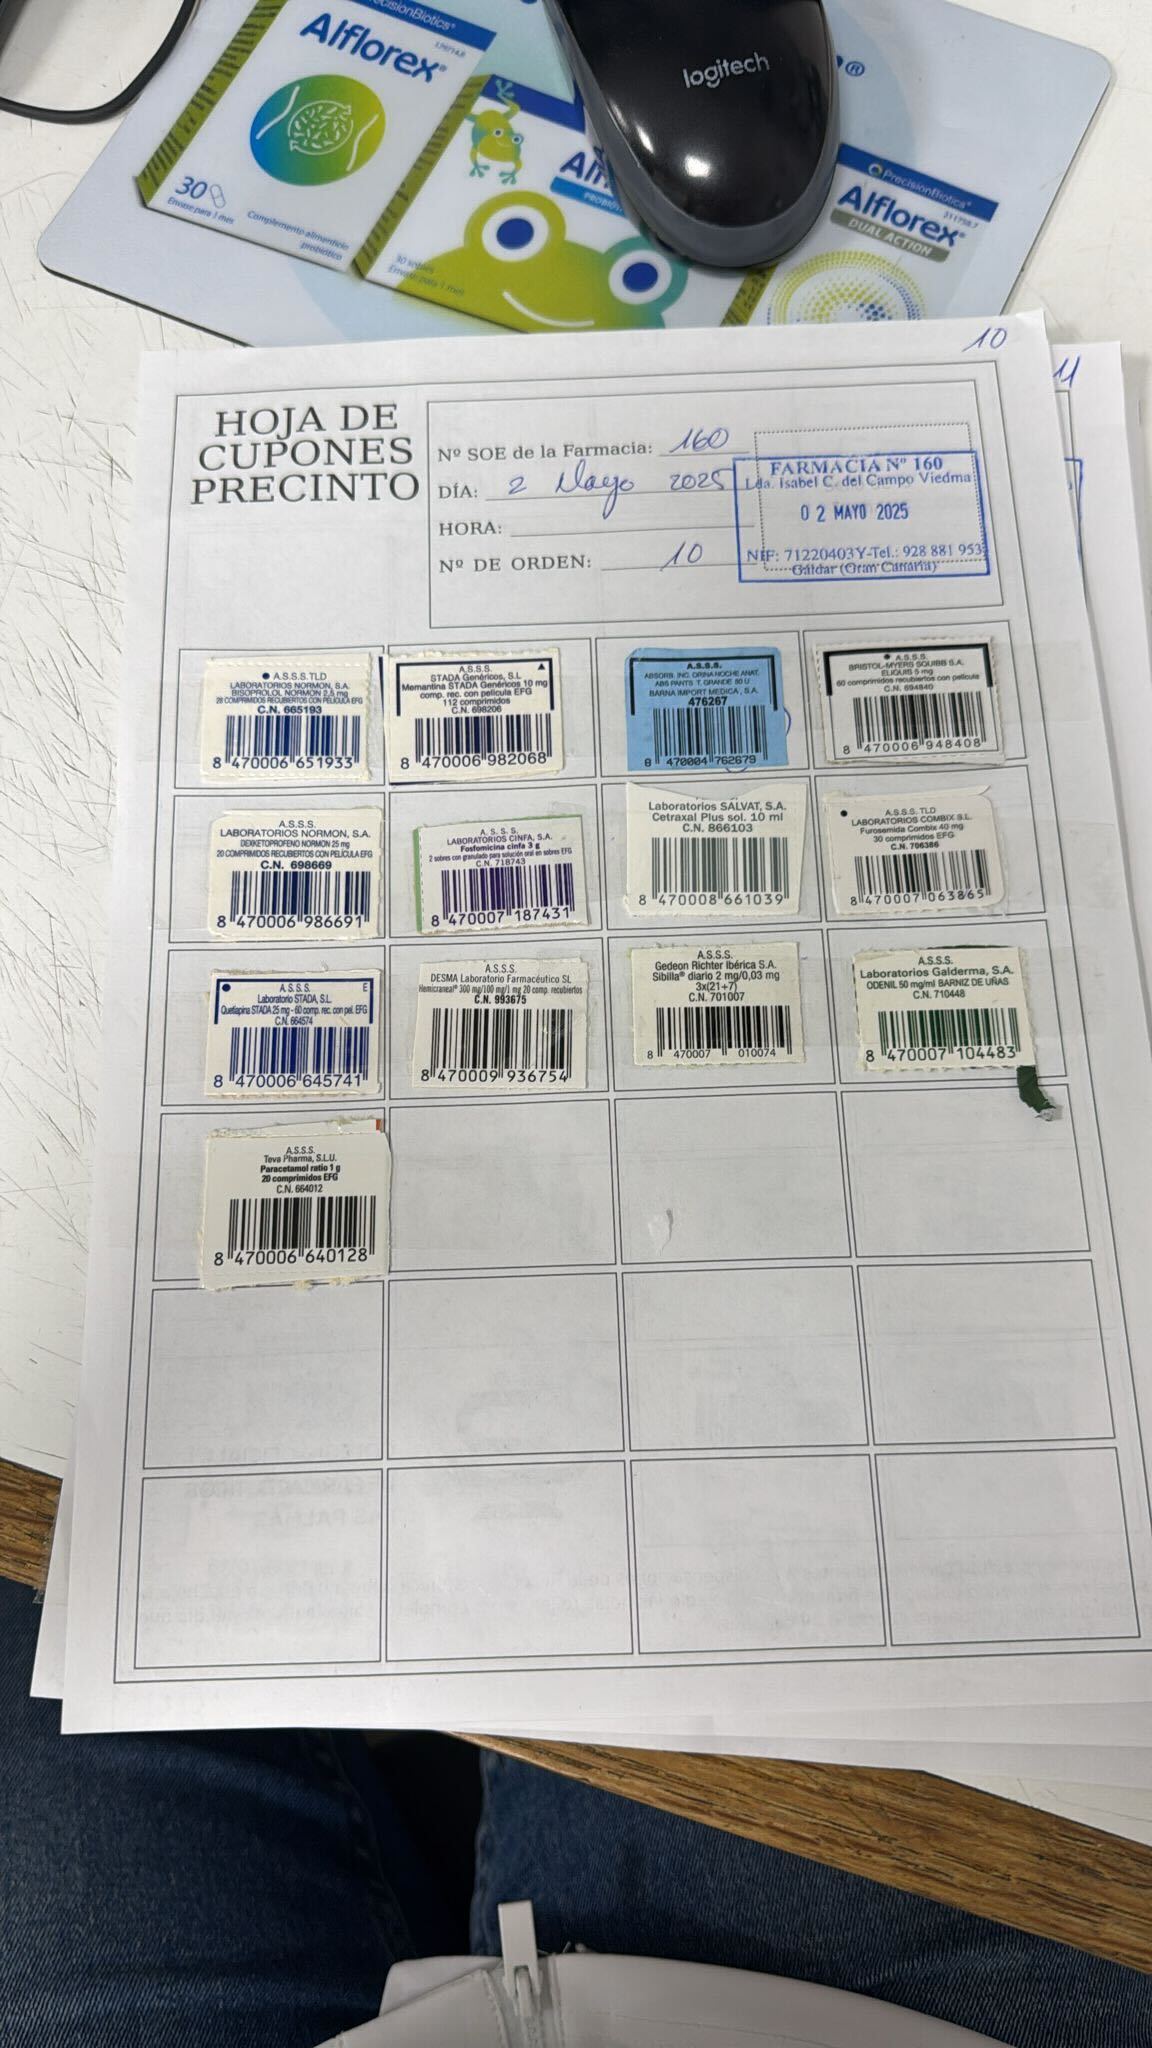 PrecisionBiotics®
Alflorex®
30
Envase para 1 mes
Complemento alimenticio
probiótico
30 sobres
Envase para 1 mes
logitech
PrecisionBiotics®
Alflorex®
DUAL ACTION
10
11
HOJA DE
CUPONES
PRECINTO
Nº SOE de la Farmacia: 160
DÍA: 2 Mayo 2025
HORA:
Nº DE ORDEN: 10
FARMACIA Nº 160
Lda. Isabel C. del Campo Viedma
02 MAYO 2025
NIF: 71220403Y-Tel.: 928 881 953
Gáldar (Gran Canaria)
A.S.S.S.TLD
LABORATORIOS NORMON, S.A.
BISOPROLOL NORMON 2,5 mg
28 COMPRIMIDOS RECUBIERTOS CON PELICULA EFG
C.N. 665193
8 470006 651933
A.S.S.S.
STADA Genéricos, S.L
Memantina STADA Genéricos 10 mg
comp. rec. con película EFG
112 comprimidos
C.N. 698206
8 470006 982068
A.S.S.S.
ABSORB. INC. ORINA NOCHE ANAT.
ABS PANTS T. GRANDE 80 U
BARNA IMPORT MEDICA, S.A.
476267
8 470004 762679
A.S.S.S.
BRISTOL-MYERS SQUIBB S.A.
ELIQUIS 5 mg
60 comprimidos recubiertos con película
C.N. 694840
8 470006 948408
A.S.S.S.
LABORATORIOS NORMON, S.A.
DEXKETOPROFENO NORMON 25 mg
20 COMPRIMIDOS RECUBIERTOS CON PELÍCULA EFG
C.N. 698669
8 470006 986691
A. S. S. S.
LABORATORIOS CINFA, S.A.
Fosfomicina cinfa 3 g
2 sobres con granulado para solución oral en sobres EFG
C.N. 718743
8 470007 187431
Laboratorios SALVAT, S.A.
Cetraxal Plus sol. 10 ml
C.N. 866103
8 470008 661039
A.S.S.S. TLD
LABORATORIOS COMBIX S.L.
Furosemida Combix 40 mg
30 comprimidos EFG
C.N. 706386
8 470007 063865
A.S.S.S. E
Laboratorio STADA, S.L.
Quetiapina STADA 25 mg - 60 comp. rec. con pel. EFG
C.N. 664574
8 470006 645741
A.S.S.S.
DESMA Laboratorio Farmacéutico SL
Hemicraneal® 300 mg/100 mg/1 mg 20 comp. recubiertos
C.N. 993675
8 470009 936754
A.S.S.S.
Gedeon Richter Ibérica S.A.
Sibilla® diario 2 mg/0,03 mg
3x(21+7)
C.N. 701007
8 470007 010074
A.S.S.S.
Laboratorios Galderma, S.A.
ODENIL 50 mg/ml BARNIZ DE UÑAS
C.N. 710448
8 470007 104483
A.S.S.S.
Teva Pharma, S.L.U.
Paracetamol ratio 1 g
20 comprimidos EFG
C.N. 664012
8 470006 640128